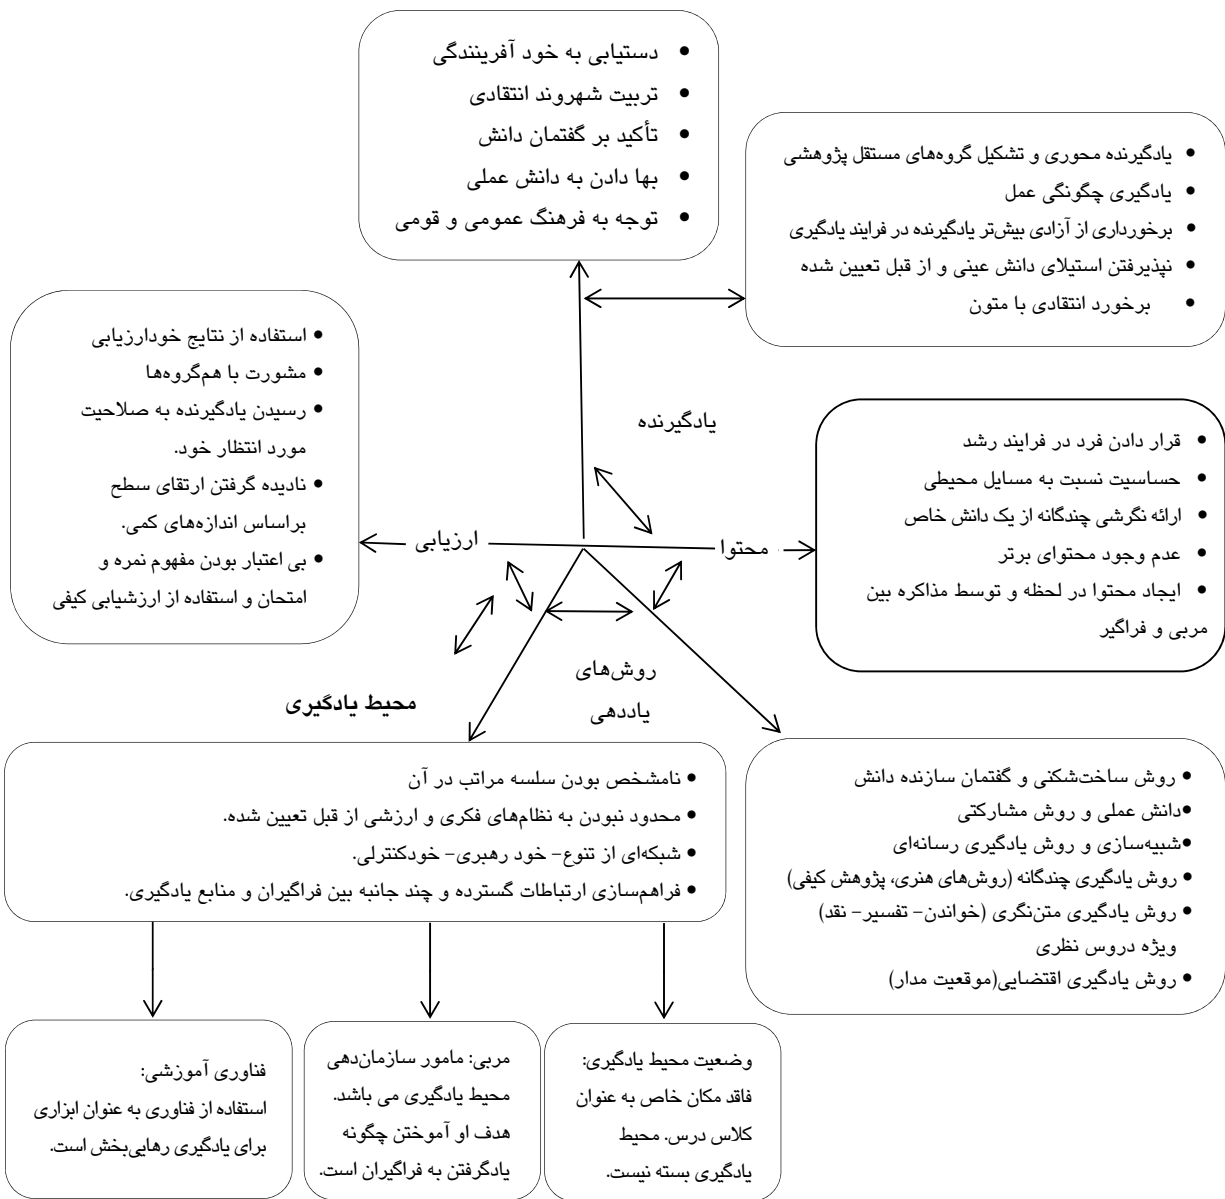 • دستیابی به خود آفرینندگی
• تربیت شهروند انتقادی
• تأکید بر گفتمان دانش
• بها دادن به دانش عملی
• توجه به فرهنگ عمومی و قومی
• یادگیرنده محوری و تشکیل گروه‌های مستقل پژوهشی
• یادگیری چگونگی عمل
• برخورداری از آزادی بیش‌تر یادگیرنده در فرایند یادگیری
• نپذیرفتن استیلای دانش عینی و از قبل تعیین شده
• برخورد انتقادی با متون
• استفاده از نتایج خودارزیابی
• مشورت با هم‌گروه‌ها
• رسیدن یادگیرنده به صلاحیت
مورد انتظار خود.
• نادیده گرفتن ارتقای سطح
براساس اندازه‌های کمی.
• بی اعتبار بودن مفهوم نمره و
امتحان و استفاده از ارزشیابی کیفی
یادگیرنده
• قرار دادن فرد در فرایند رشد
• حساسیت نسبت به مسایل محیطی
• ارائه نگرشی چندگانه از یک دانش خاص
• عدم وجود محتوای برتر
• ایجاد محتوا در لحظه و توسط مذاکره بین
مربی و فراگیر
محتوا
ارزیابی
روش‌های
یاددهی
محیط یادگیری
• نامشخص بودن سلسه مراتب در آن
• محدود نبودن به نظام‌های فکری و ارزشی از قبل تعیین شده.
• شبکه‌ای از تنوع- خود رهبری- خودکنترلی.
• فراهم‌سازی ارتباطات گسترده و چند جانبه بین فراگیران و منابع یادگیری.
• روش ساخت‌شکنی و گفتمان سازنده دانش
•دانش عملی و روش مشارکتی
•شبیه‌سازی و روش یادگیری رسانه‌ای
• روش یادگیری چندگانه (روش‌های هنری، پژوهش کیفی)
• روش یادگیری متن‌نگری (خواندن- تفسیر- نقد)
ویژه دروس نظری
• روش یادگیری اقتضایی(موقعیت مدار)
وضعیت محیط یادگیری:
فاقد مکان خاص به عنوان
کلاس درس. محیط
یادگیری بسته نیست.
مربی: مامور سازمان‌دهی
محیط یادگیری می باشد.
هدف او آموختن چگونه
یادگرفتن به فراگیران است.
فناوری آموزشی:
استفاده از فناوری به عنوان ابزاری
برای یادگیری رهایی‌بخش است.